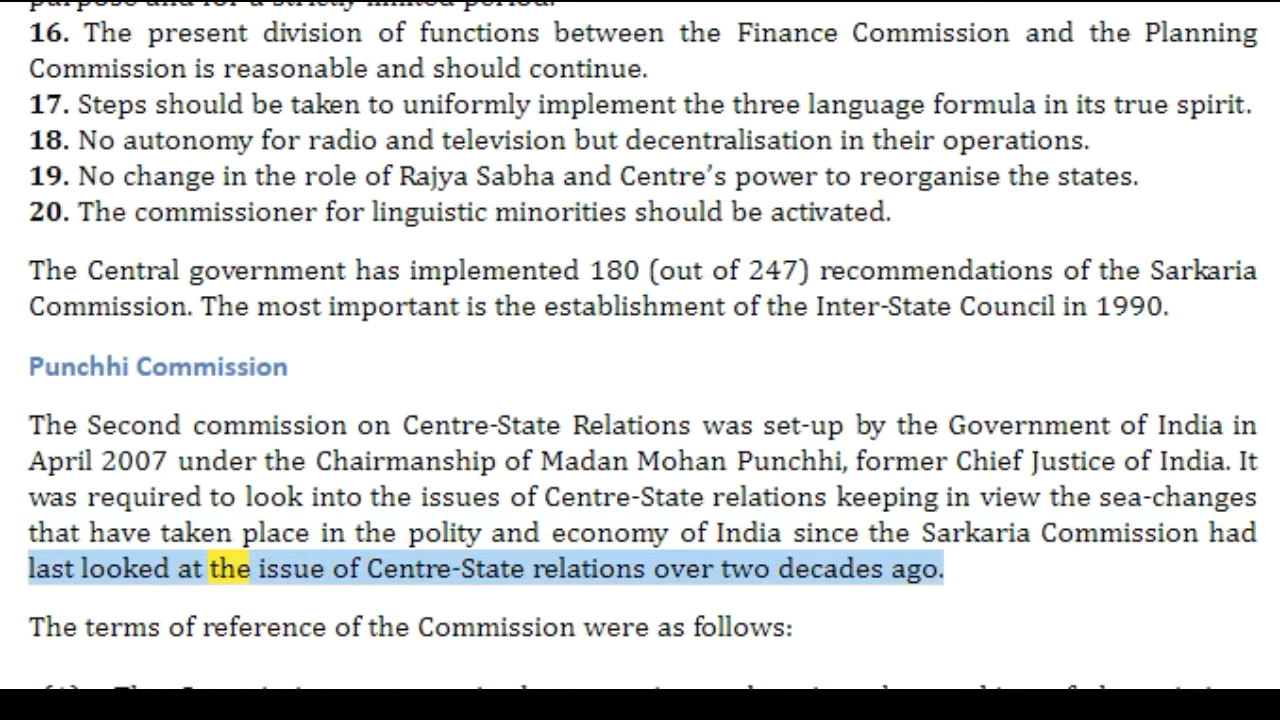 purpose and for a strictly limited period.
16. The present division of functions between the Finance Commission and the Planning
Commission is reasonable and should continue.
17. Steps should be taken to uniformly implement the three language formula in its true spirit.
18. No autonomy for radio and television but decentralisation in their operations.
19. No change in the role of Rajya Sabha and Centre’s power to reorganise the states.
20. The commissioner for linguistic minorities should be activated.
The Central government has implemented 180 (out of 247) recommendations of the Sarkaria
Commission. The most important is the establishment of the Inter-State Council in 1990.
Punchhi Commission
The Second commission on Centre-State Relations was set-up by the Government of India in
April 2007 under the Chairmanship of Madan Mohan Punchhi, former Chief Justice of India. It
was required to look into the issues of Centre-State relations keeping in view the sea-changes
that have taken place in the polity and economy of India since the Sarkaria Commission had
last looked at the issue of Centre-State relations over two decades ago.
The terms of reference of the Commission were as follows: